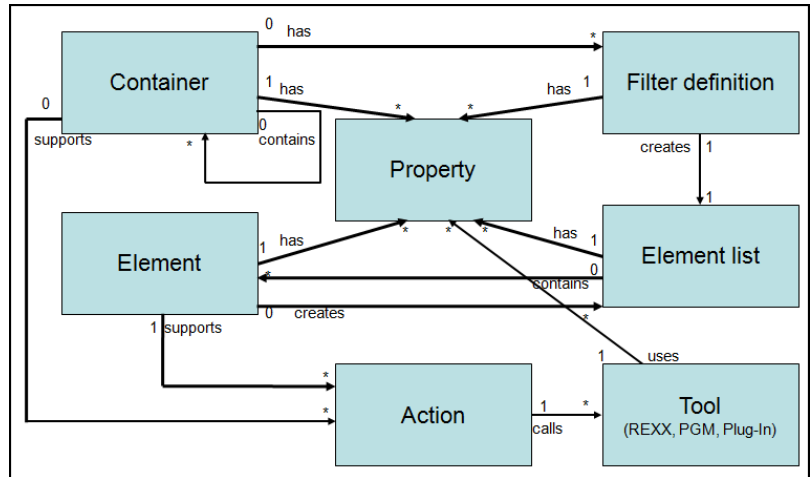 0
has
*
Container
Filter definition
1
has
*
*
has
1
0
supports
0
contains
*
Property
creates
1
1
Element
1
has
*
*
*
*
has
1
Element list
*
0
contains
0
creates
*
1
supports
1
uses
*
*
Action
1
calls
*
Tool
(REXX, PGM, Plug-In)